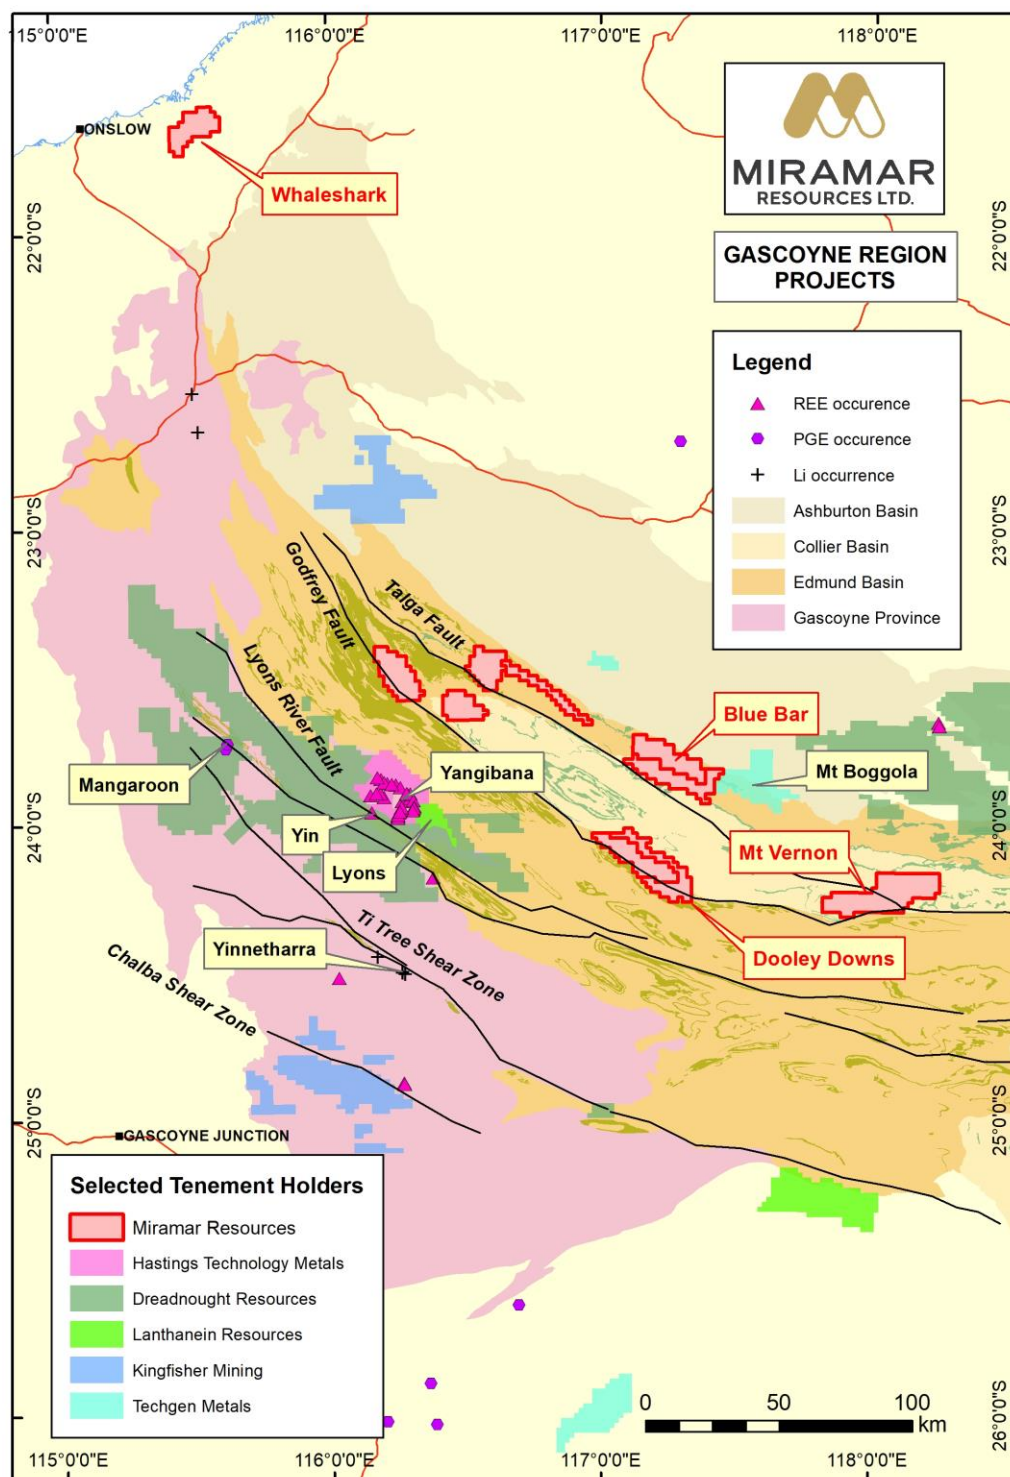 115°0'0"E
116°0'0"E
117°0'0"E
118°0'0"E
ONSLOW
Whaleshark
MIRAMAR
RESOURCES LTD.
GASCOYNE REGION
PROJECTS
22°0'0"S
22°0'0"S
Legend
REE occurence
PGE occurence
Li occurrence
Ashburton Basin
Collier Basin
Edmund Basin
Gascoyne Province
23°0'0"S
23°0'0"S
Godfrey Fault
Talga Fault
Lyons River Fault
Blue Bar
Mangaroon
Yangibana
Mt Boggola
Yin
Lyons
24°0'0"S
24°0'0"S
Mt Vernon
Yinnetharra
Ti Tree Shear Zone
Dooley Downs
Chalba Shear Zone
25°0'0"S
25°0'0"S
GASCOYNE JUNCTION
Selected Tenement Holders
Miramar Resources
Hastings Technology Metals
Dreadnought Resources
Lanthanein Resources
Kingfisher Mining
Techgen Metals
0 50 100
km
26°0'0"S
115°0'0"E
116°0'0"E
117°0'0"E
118°0'0"E